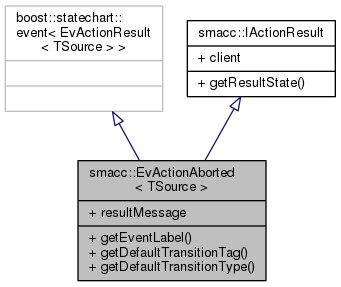 boost::statechart::
event< EvActionResult
< TSource > >
smacc::IActionResult
+ client
+ getResultState()
smacc::EvActionAborted
< TSource >
+ resultMessage
+ getEventLabel()
+ getDefaultTransitionTag()
+ getDefaultTransitionType()